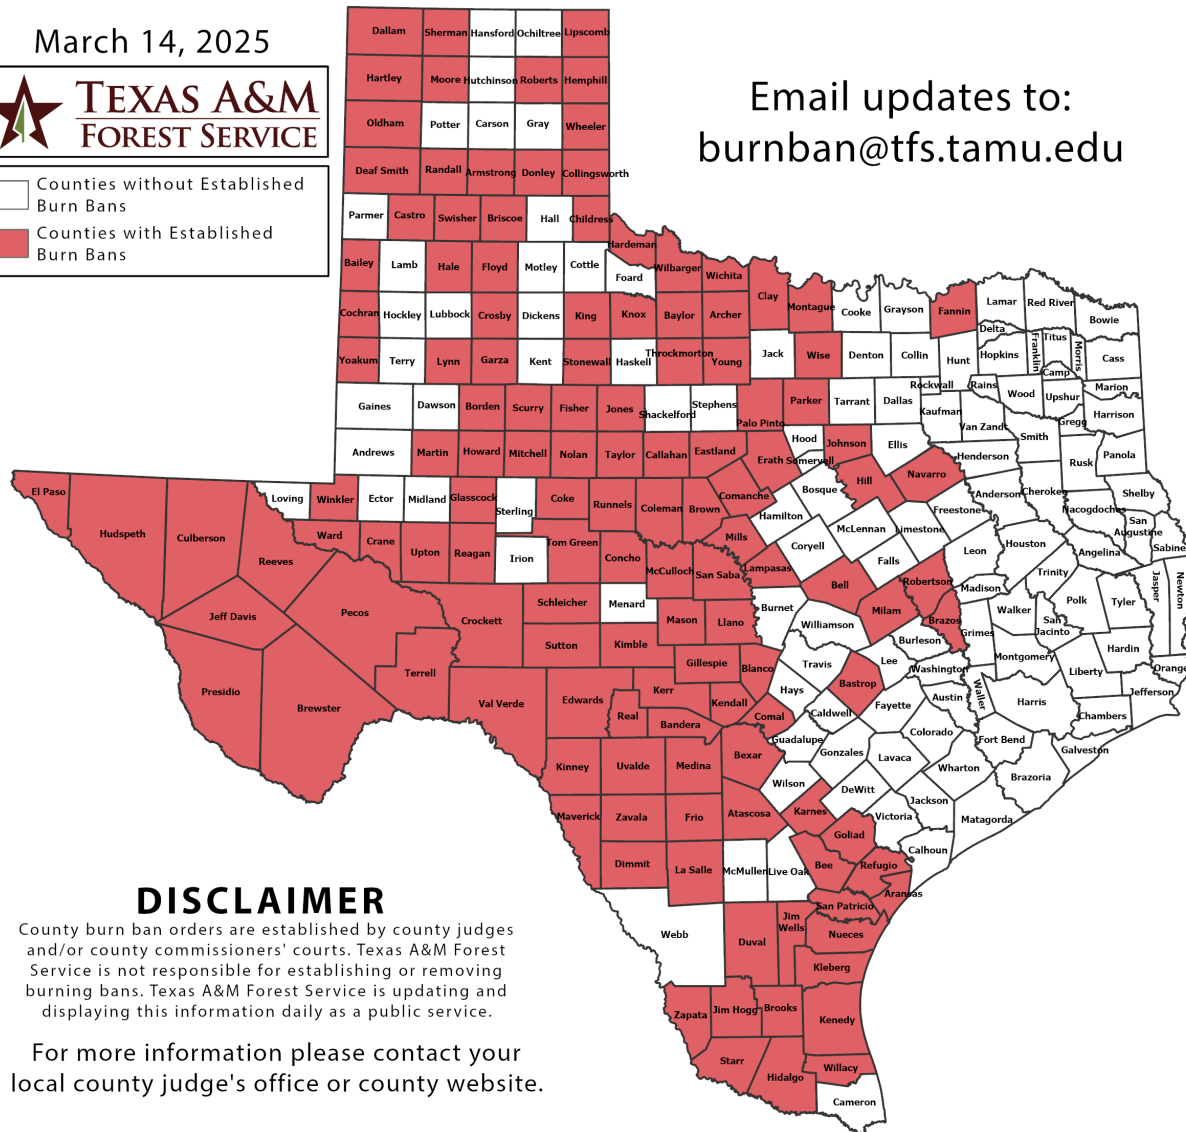 March 14, 2025
TEXAS A&M
FOREST SERVICE
Counties without Established
Burn Bans
Counties with Established
Burn Bans
Email updates to:
burnban@tfs.tamu.edu
Dallam Sherman Hansford Ochiltree Lipscomb
Hartley Moore Hutchinson Roberts Hemphill
Oldham Potter Carson Gray Wheeler
Deaf Smith Randall Armstrong Donley Collingsworth
Parmer Castro Swisher Briscoe Hall Childress
Hardeman
Bailey Lamb Hale Floyd Motley Cottle Foard Wilbarger Wichita
Clay Montague Cooke Grayson Fannin Lamar Red River Bowie
Cochran Hockley Lubbock Crosby Dickens King Knox Baylor Archer
Delta Titus Franklin Morris Cass
Yoakum Terry Lynn Garza Kent Stonewall Haskell Throckmorton Young Jack Wise Denton Collin Hunt Hopkins
Camp
Rockwall Rains Wood Upshur Marion
Gaines Dawson Borden Scurry Fisher Jones Shackelford Stephens Palo Pinto Parker Tarrant Dallas Kaufman Van Zandt Gregg Harrison
Smith
Andrews Martin Howard Mitchell Nolan Taylor Callahan Eastland Erath Hood Somervell Johnson Ellis Henderson Rusk Panola
El Paso Loving Winkler Ector Midland Glasscock Sterling Coke Runnels Coleman Brown Comanche Bosque Hill Navarro Anderson Cherokee Shelby
Nacogdoches
San
Augustine
Hudspeth Culberson Reeves Ward Crane Upton Reagan Irion Tom Green Concho McCulloch San Saba Mills Hamilton Coryell McLennan Limestone Freestone Leon Houston Angelina Sabine
Lampasas Falls Bell Robertson Madison Trinity
Jeff Davis Pecos Crockett Schleicher Menard Mason Llano Burnet Williamson Milam Brazos Grimes Walker San
Jacinto
Polk Tyler Jasper Newton
Terrell Sutton Kimble Burleson Montgomery Hardin
Presidio Brewster Val Verde Edwards Gillespie Blanco Travis Lee Washington Liberty Orange
Kerr Kendall Hays Bastrop Austin Waller Harris Jefferson
Real Bandera Comal Caldwell Fayette Chambers
Kinney Uvalde Medina Bexar Guadalupe Gonzales Lavaca Colorado Fort Bend Galveston
Wharton Brazoria
Maverick Zavala Frio Atascosa Wilson Karnes DeWitt Victoria Jackson Matagorda
Goliad Calhoun
Dimmit La Salle McMullen Live Oak Bee Refugio
Aransas
San Patricio
Webb Duval Jim
Wells
Nueces
Kleberg
Zapata Jim Hogg Brooks Kenedy
Starr Hidalgo Willacy
Cameron
DISCLAIMER
County burn ban orders are established by county judges
and/or county commissioners' courts. Texas A&M Forest
Service is not responsible for establishing or removing
burning bans. Texas A&M Forest Service is updating and
displaying this information daily as a public service.
For more information please contact your
local county judge's office or county website.